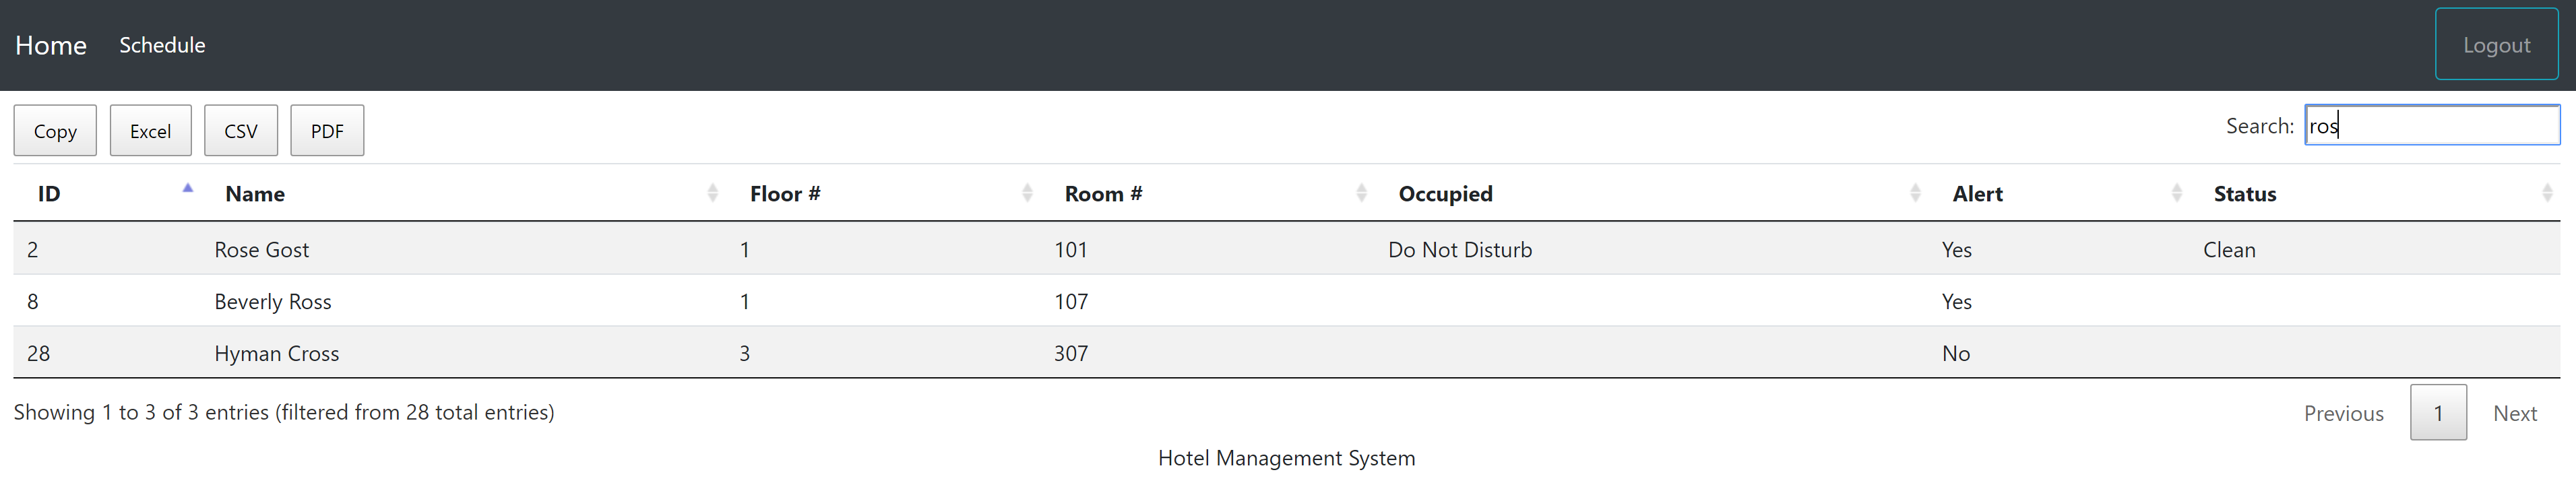 Home Schedule Logout
Copy Excel CSV PDF Search: ros
ID Name Floor # Room # Occupied Alert Status
2 Rose Gost 1 101 Do Not Disturb Yes Clean
8 Beverly Ross 1 107 Yes
28 Hyman Cross 3 307 No
Showing 1 to 3 of 3 entries (filtered from 28 total entries) Previous 1 Next
Hotel Management System